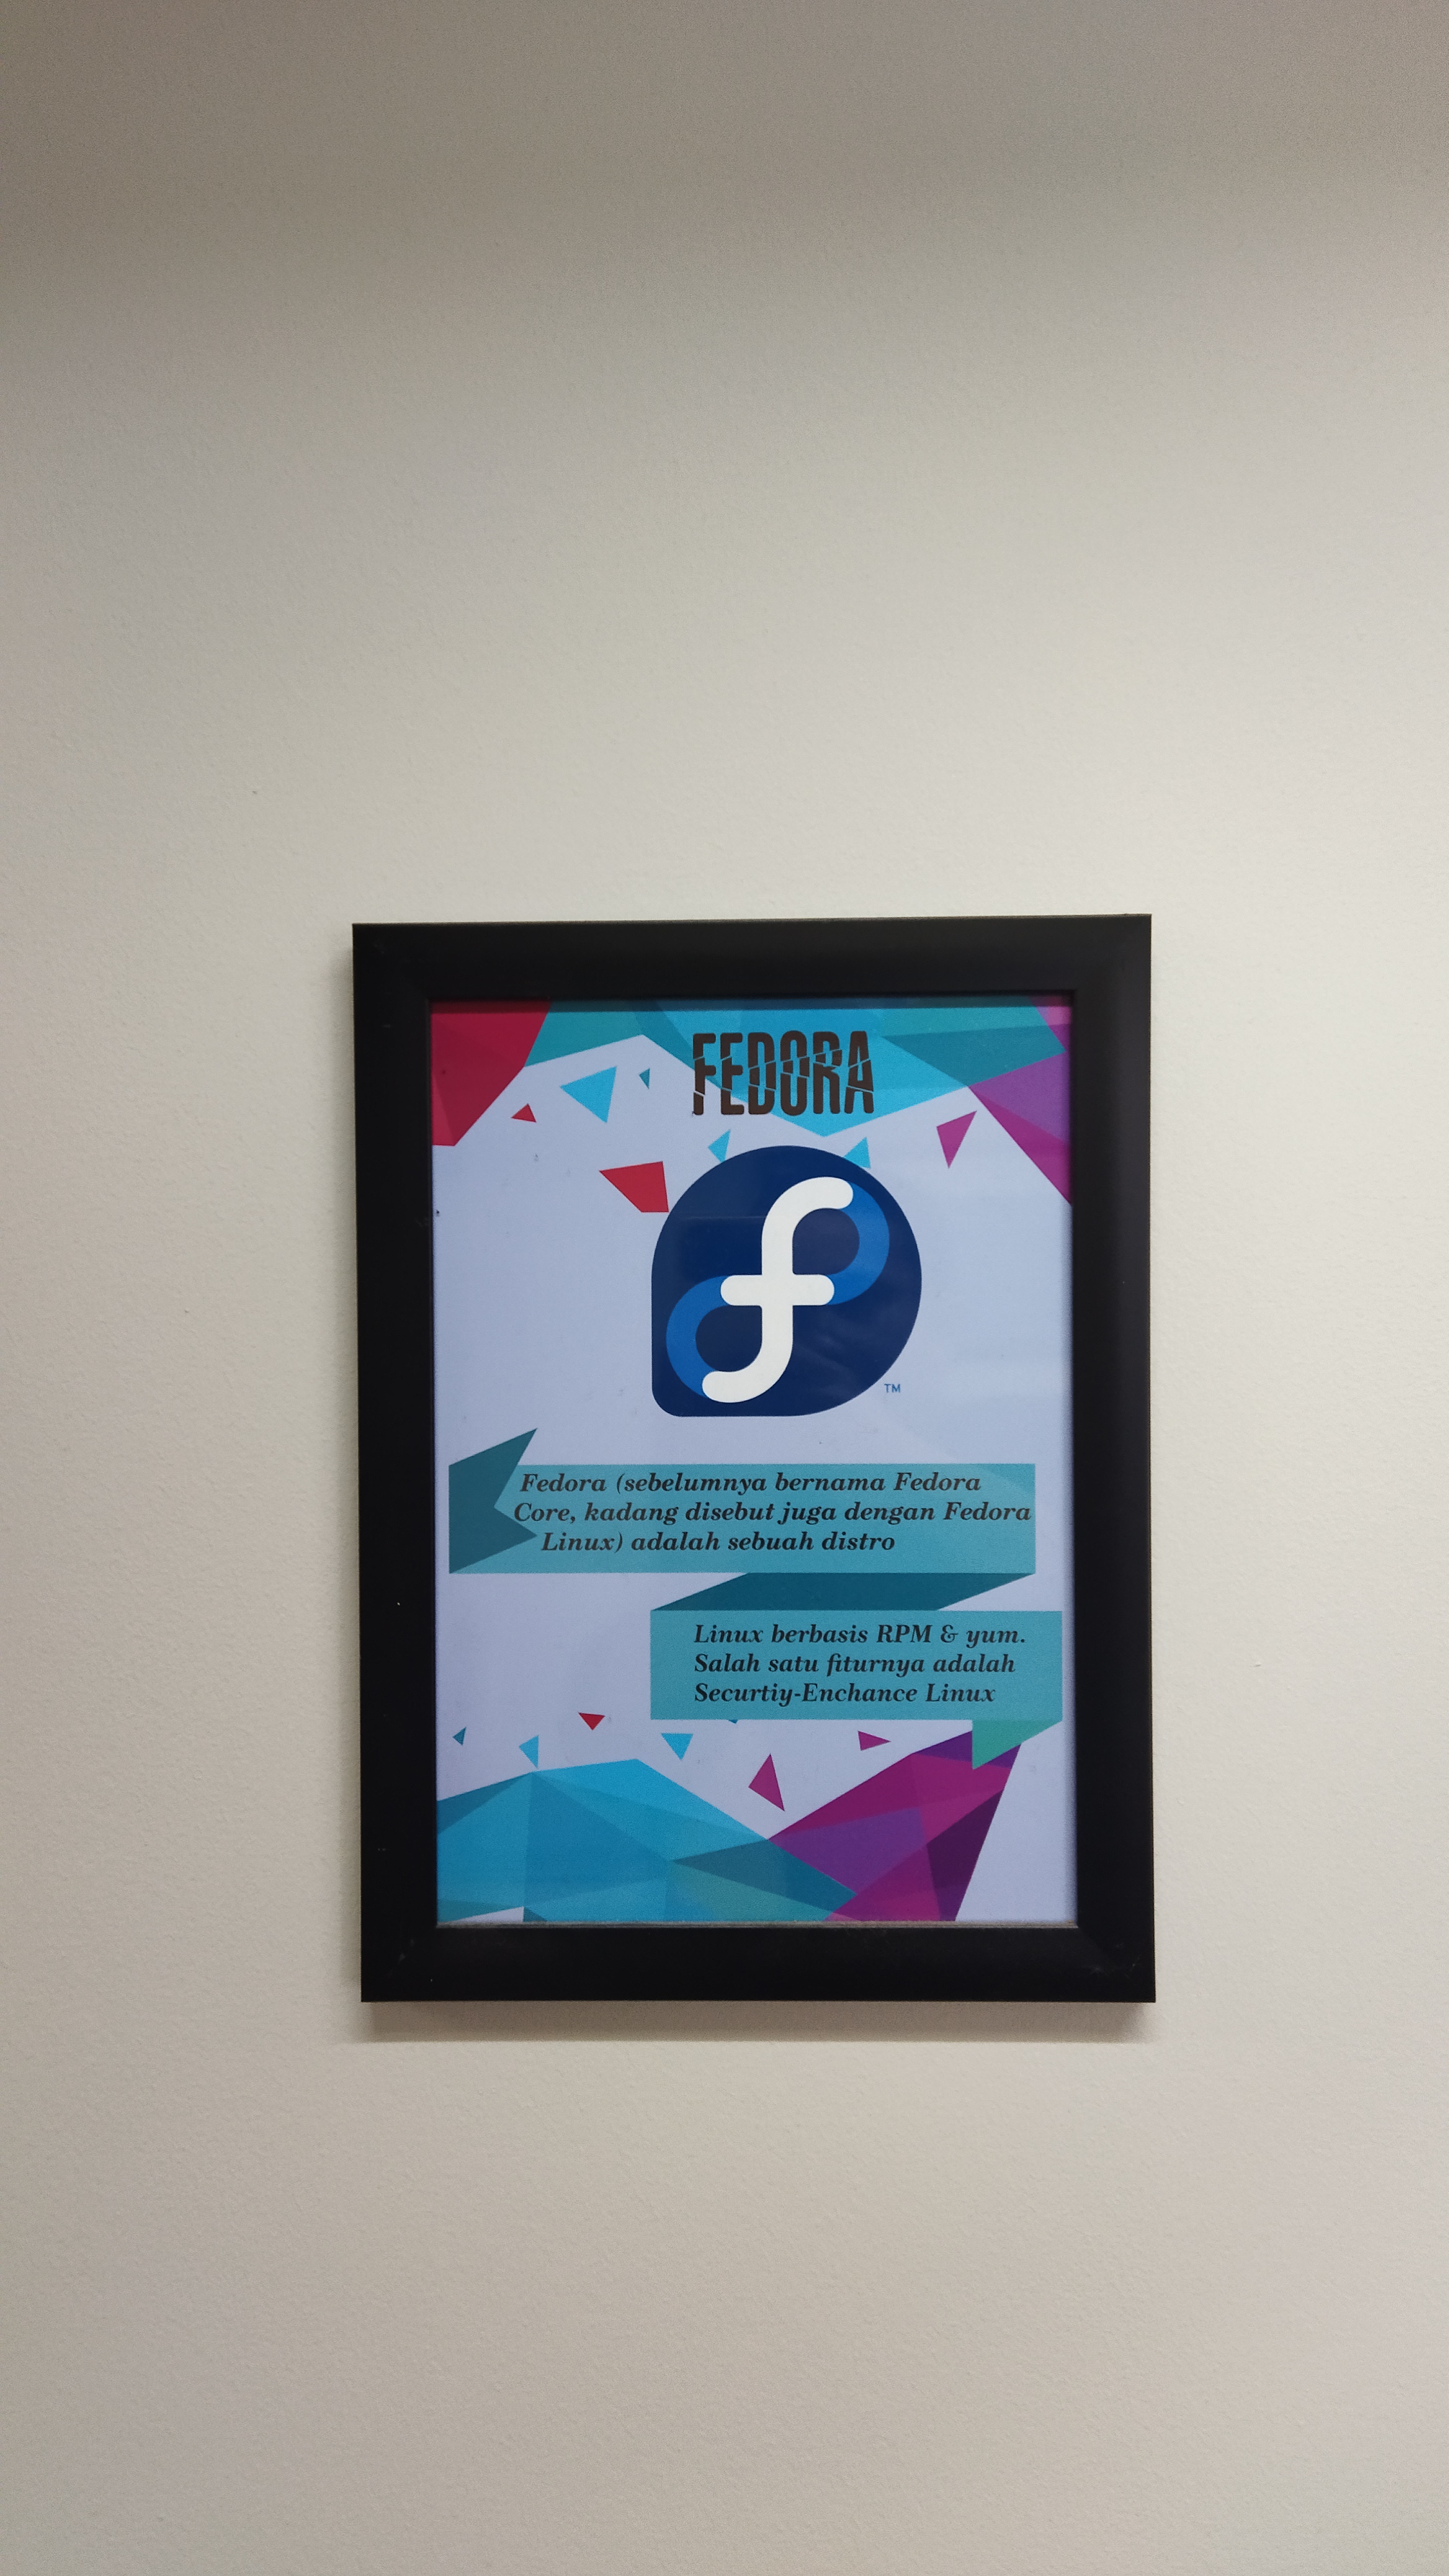 FEDORA
TM
Fedora (sebelumnya bernama Fedora
Core, kadang disebut juga dengan Fedora
Linux) adalah sebuah distro
Linux berbasis RPM & yum.
Salah satu fiturnya adalah
Securtiy-Enchance Linux